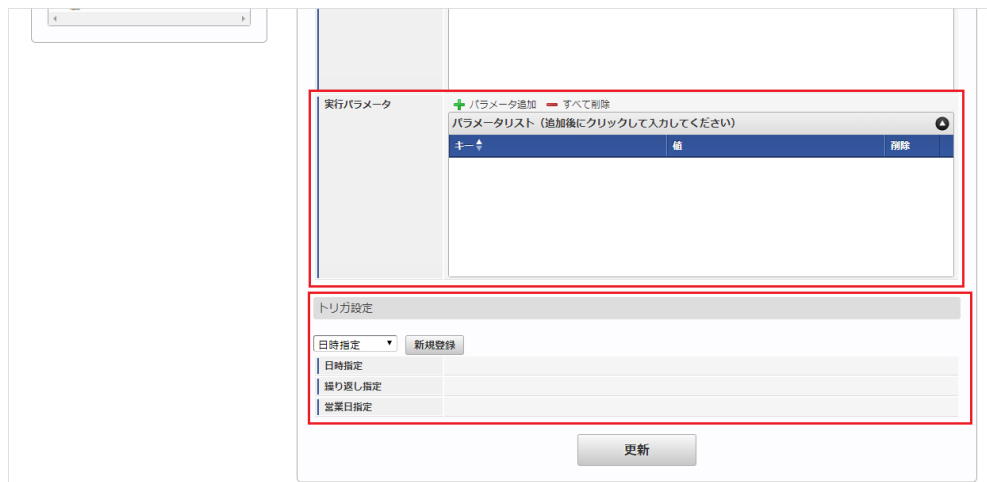 実行パラメータ
パラメータ追加 すべて削除
パラメータリスト（追加後にクリックして入力してください）
キー 値 削除
トリガ設定
日時指定 新規登録
日時指定
繰り返し指定
営業日指定
更新